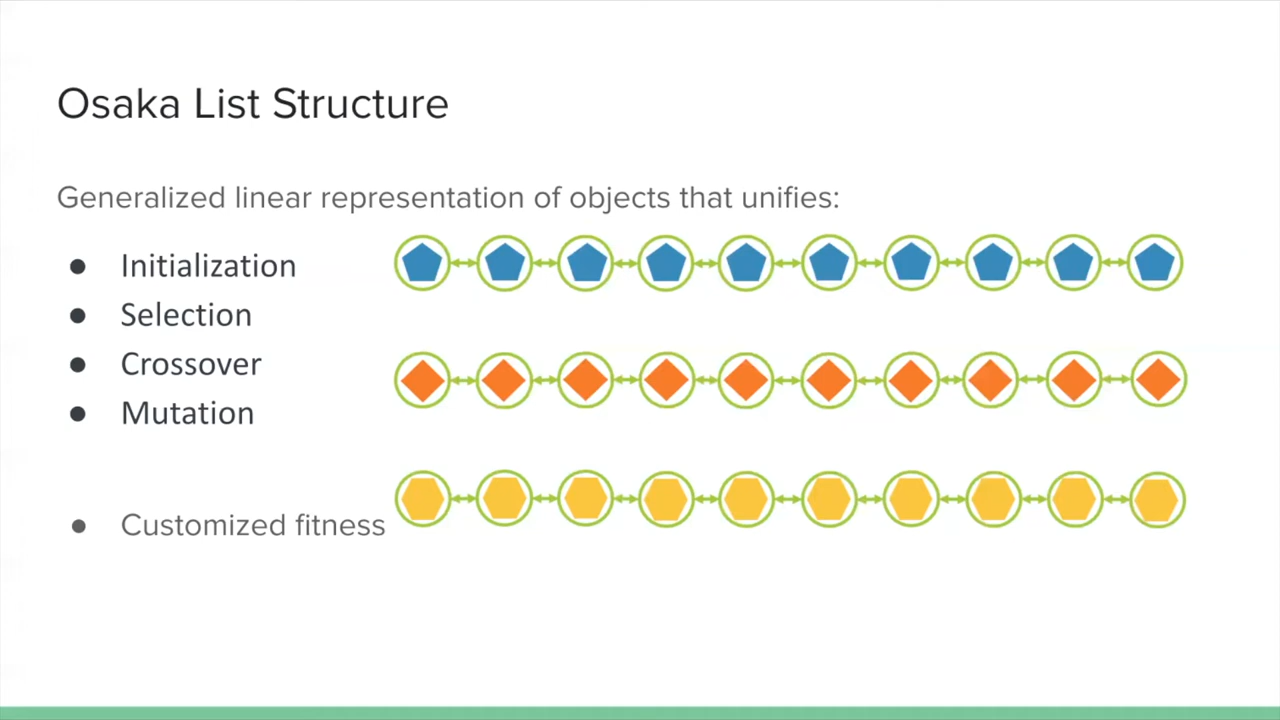 Osaka List Structure
Generalized linear representation of objects that unifies:
● Initialization
● Selection
● Crossover
● Mutation
● Customized fitness